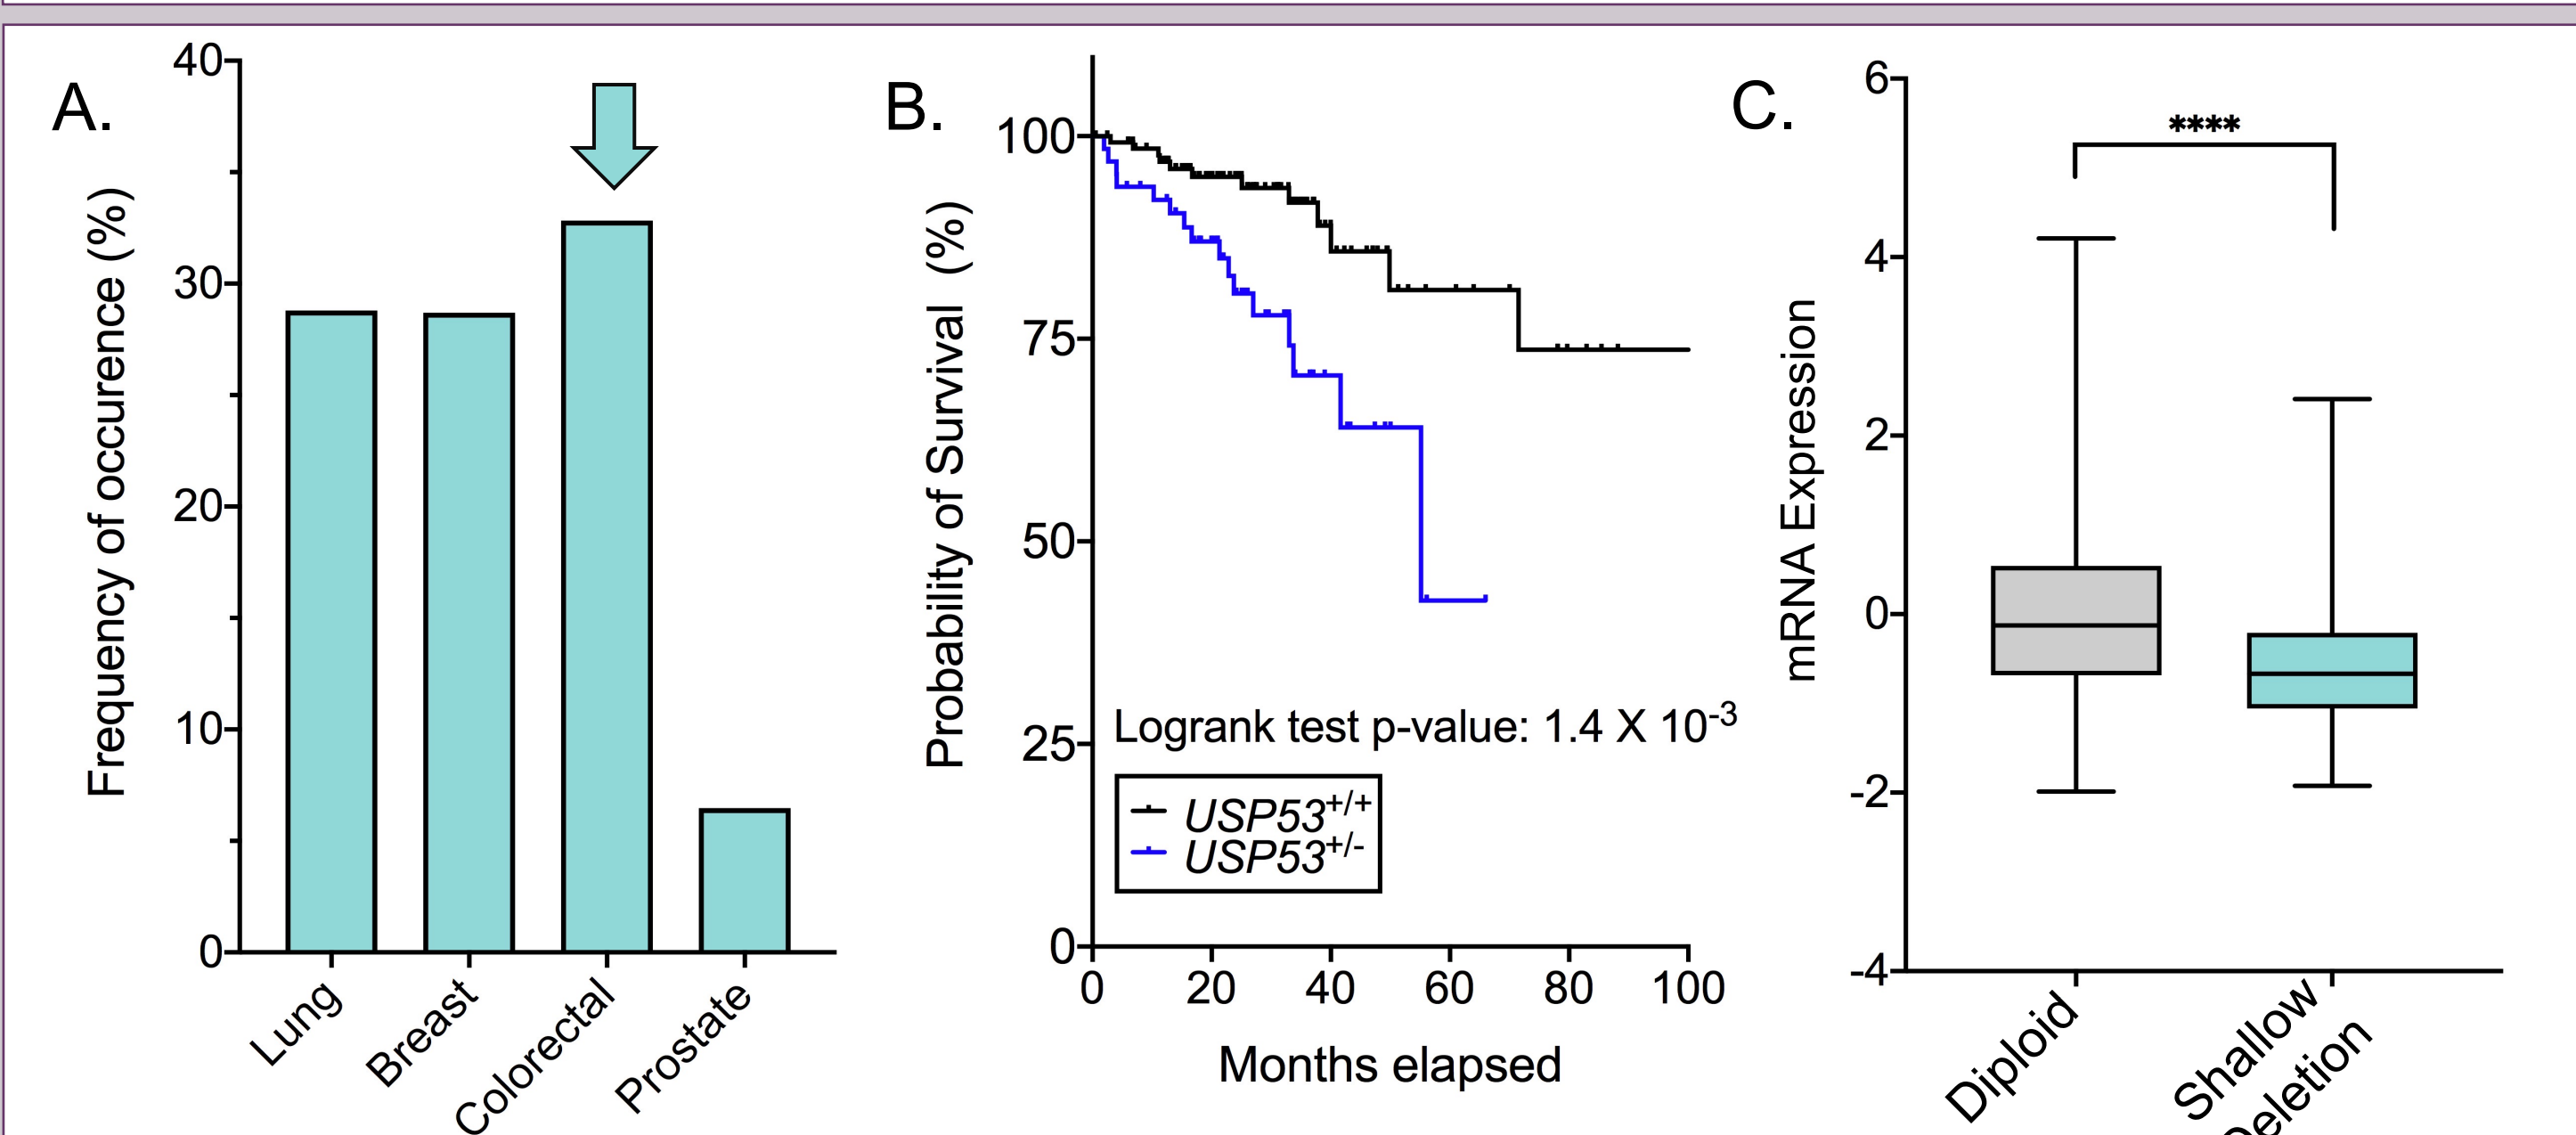 A.
Frequency of occurence (%)
40
30
20
10
0
Lung
Breast
Colorectal
Prostate
B.
Probability of Survival (%)
100
75
50
25
0
Logrank test p-value: 1.4 X 10-3
USP53+/+
USP53+/-
0 20 40 60 80 100
Months elapsed
C.
mRNA Expression
6
4
2
0
-2
-4
****
Diploid
Shallow
Deletion